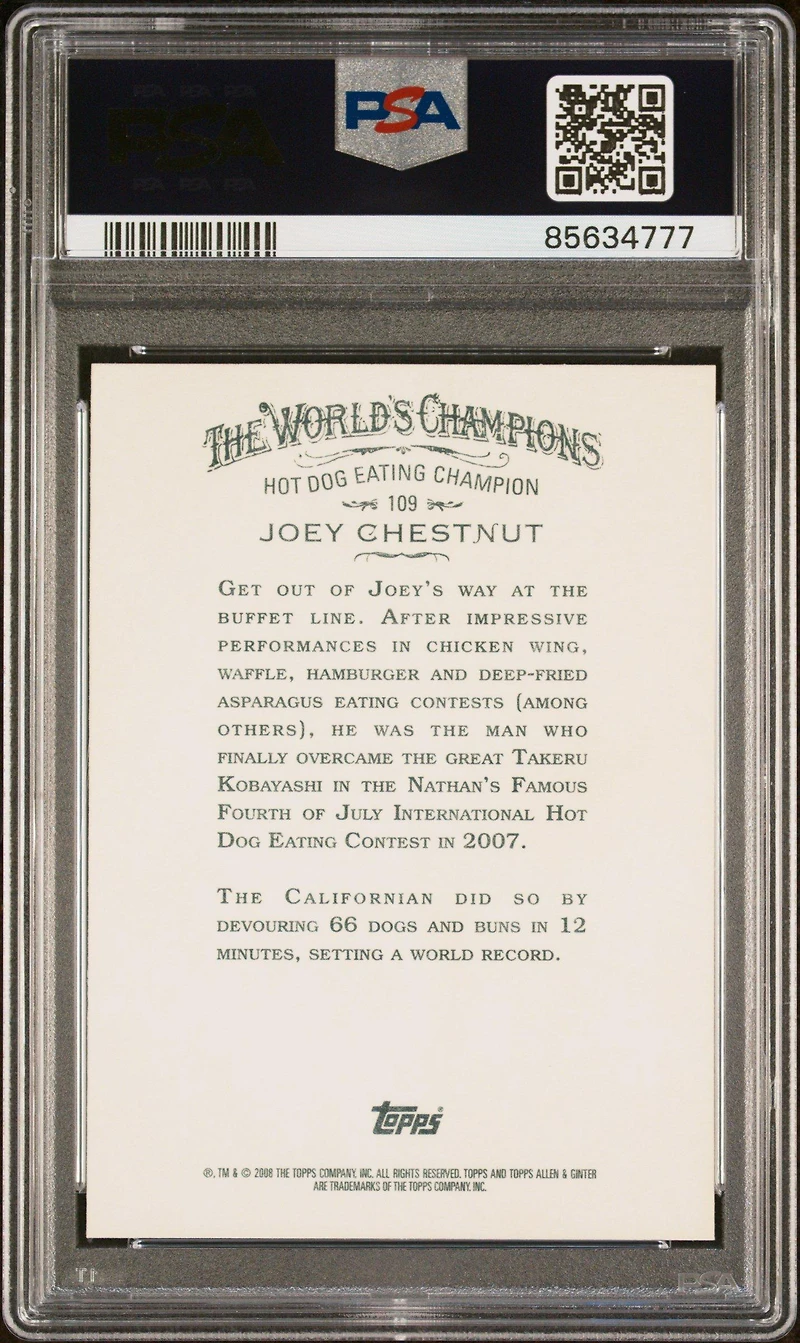 PSA
85634777
THE WORLD'S CHAMPIONS
HOT DOG EATING CHAMPION
109
JOEY CHESTNUT
GET OUT OF JOEY'S WAY AT THE
BUFFET LINE. AFTER IMPRESSIVE
PERFORMANCES IN CHICKEN WING,
WAFFLE, HAMBURGER AND DEEP-FRIED
ASPARAGUS EATING CONTESTS (AMONG
OTHERS), HE WAS THE MAN WHO
FINALLY OVERCAME THE GREAT TAKERU
KOBAYASHI IN THE NATHAN'S FAMOUS
FOURTH OF JULY INTERNATIONAL HOT
DOG EATING CONTEST IN 2007.
THE CALIFORNIAN DID SO BY
DEVOURING 66 DOGS AND BUNS IN 12
MINUTES, SETTING A WORLD RECORD.
TOPPS®
®, TM & © 2008 THE TOPPS COMPANY, INC. ALL RIGHTS RESERVED. TOPPS AND TOPPS ALLEN & GINTER
ARE TRADEMARKS OF THE TOPPS COMPANY, INC.
PSA